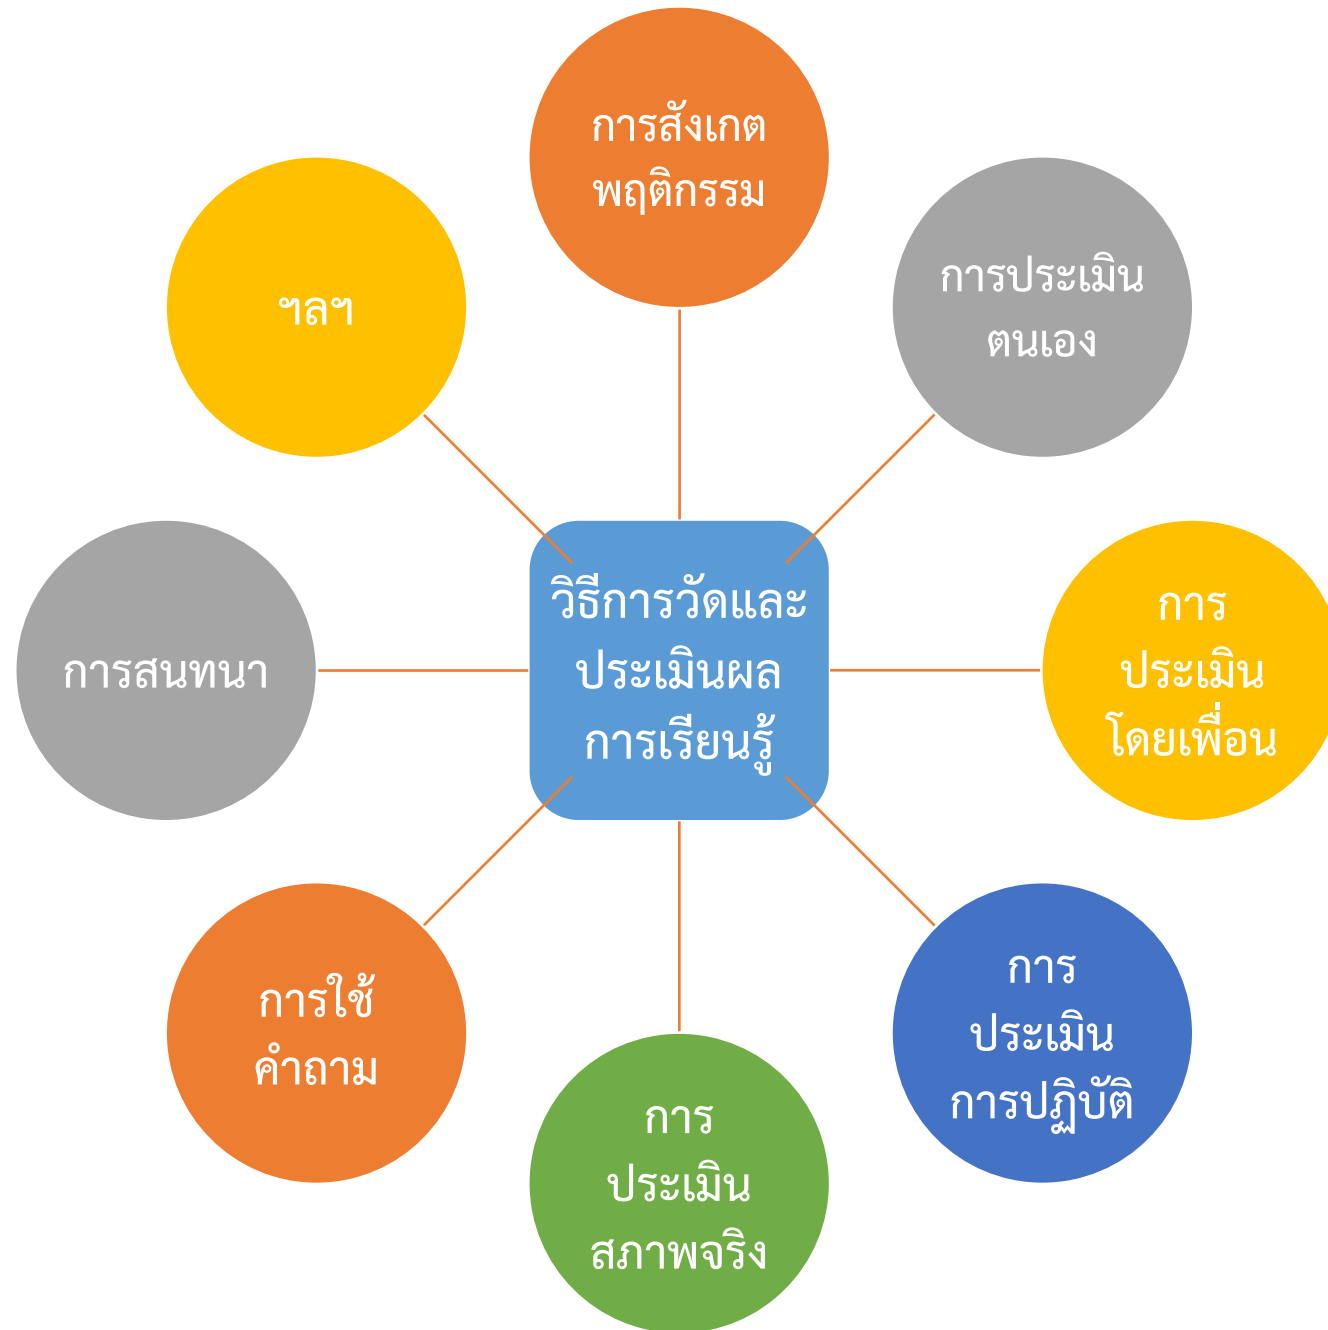 การสังเกต
พฤติกรรม
การประเมิน
ตนเอง
การ
ประเมิน
โดยเพื่อน
การ
ประเมิน
การปฏิบัติ
การ
ประเมิน
สภาพจริง
การใช้
คำถาม
การสนทนา
ฯลฯ
วิธีการวัดและ
ประเมินผล
การเรียนรู้